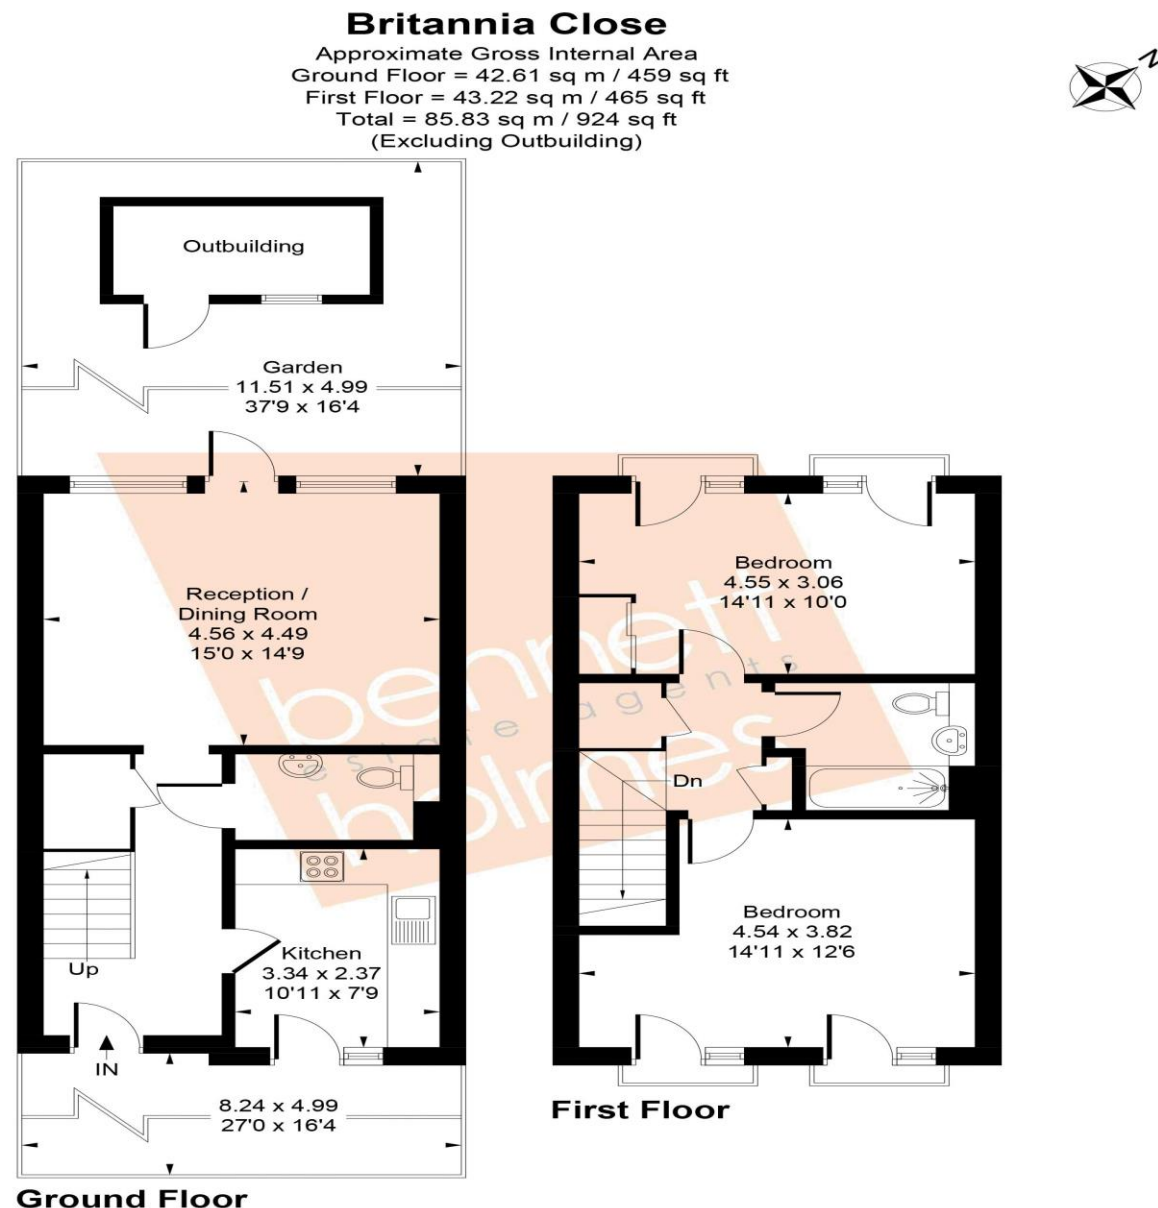 Britannia Close
Approximate Gross Internal Area
Ground Floor = 42.61 sq m / 459 sq ft
First Floor = 43.22 sq m / 465 sq ft
Total = 85.83 sq m / 924 sq ft
(Excluding Outbuilding)
N
Outbuilding
Garden
11.51 x 4.99
37'9 x 16'4
Reception /
Dining Room
4.56 x 4.49
15'0 x 14'9
Bedroom
4.55 x 3.06
14'11 x 10'0
bennett
estate agents
holmes
Dn
Up
Kitchen
3.34 x 2.37
10'11 x 7'9
Bedroom
4.54 x 3.82
14'11 x 12'6
IN
8.24 x 4.99
27'0 x 16'4
First Floor
Ground Floor